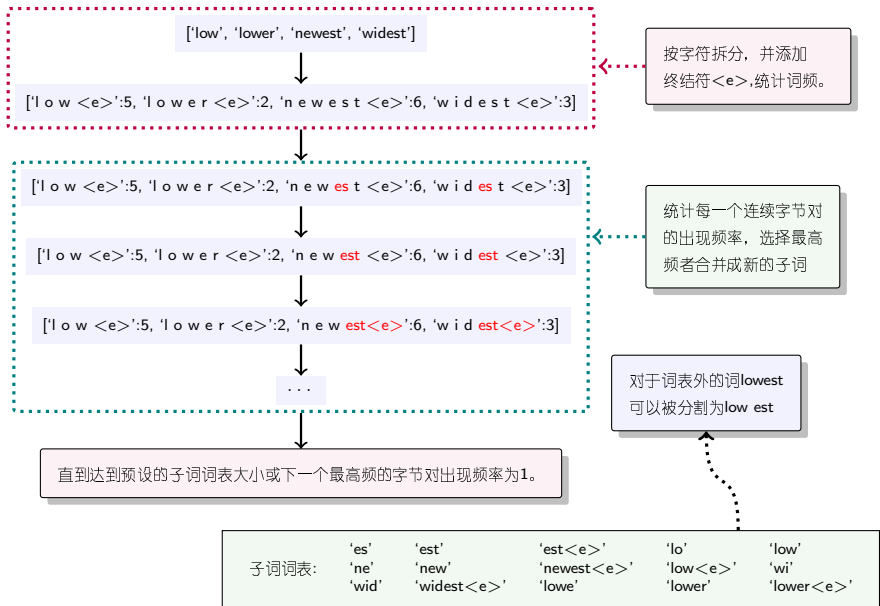 ['low', 'lower', 'newest', 'widest']
['l o w <e>':5, 'l o w e r <e>':2, 'n e w e s t <e>':6, 'w i d e s t <e>':3]
按字符拆分，并添加
终结符<e>,统计词频。
['l o w <e>':5, 'l o w e r <e>':2, 'n e w es t <e>':6, 'w i d es t <e>':3]
['l o w <e>':5, 'l o w e r <e>':2, 'n e w est <e>':6, 'w i d est <e>':3]
['l o w <e>':5, 'l o w e r <e>':2, 'n e w est<e>':6, 'w i d est<e>':3]
···
统计每一个连续字节对
的出现频率，选择最高
频者合并成新的子词
直到达到预设的子词词表大小或下一个最高频的字节对出现频率为1。
对于词表外的词lowest
可以被分割为low est
子词词表:
'es' 'est' 'est<e>' 'lo' 'low'
'ne' 'new' 'newest<e>' 'low<e>' 'wi'
'wid' 'widest<e>' 'lowe' 'lower' 'lower<e>'